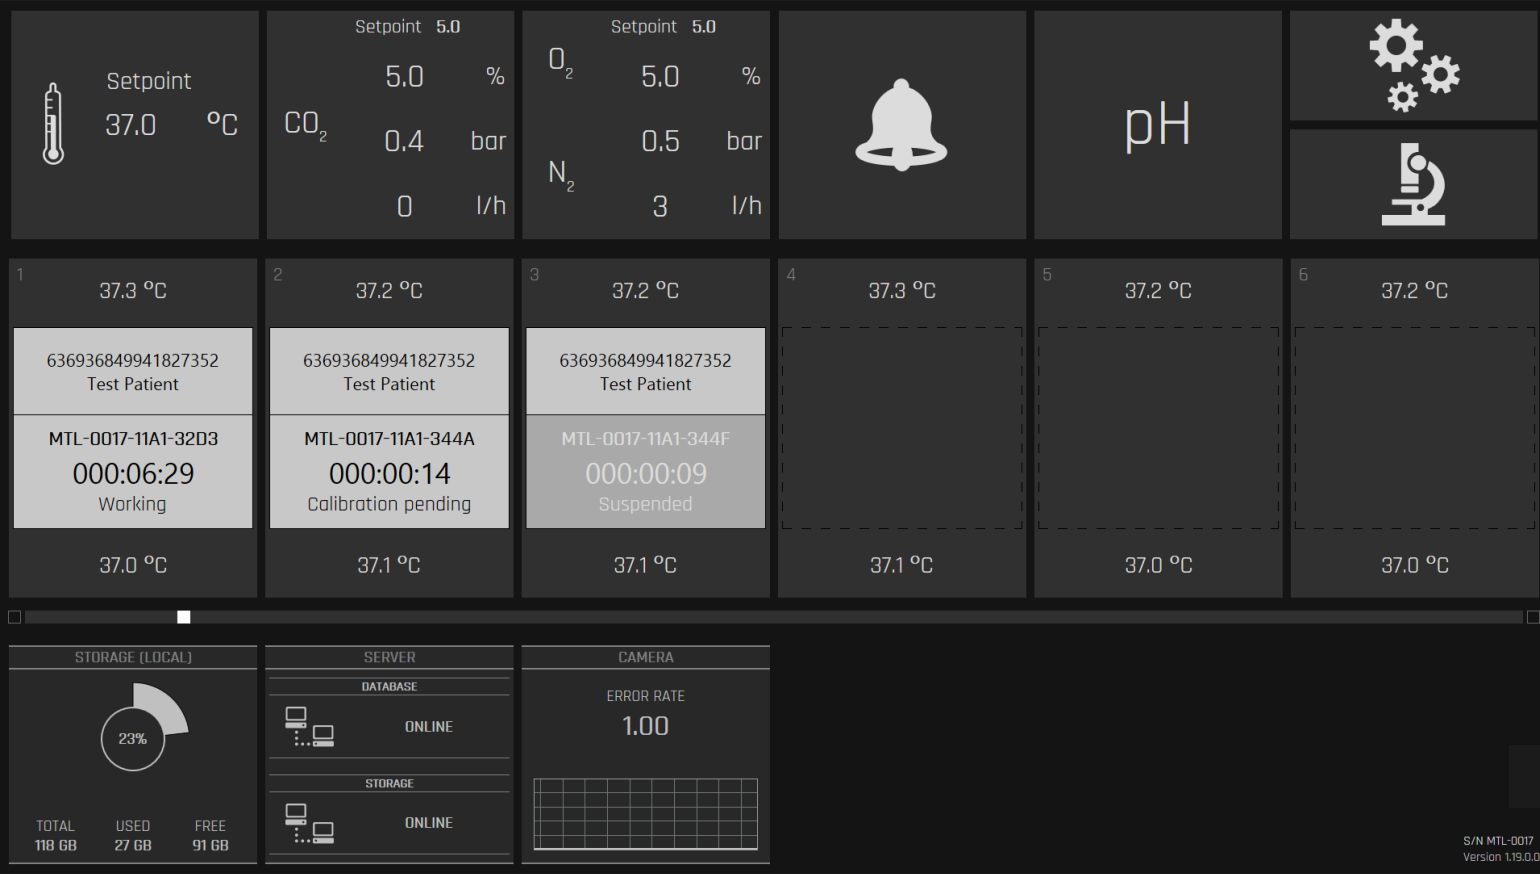 Setpoint
37.0 °C
Setpoint 5.0
5.0 %
CO2
0.4 bar
0 l/h
Setpoint 5.0
O2
5.0 %
0.5 bar
N2
3 l/h
pH
1
37.3 °C
636936849941827352
Test Patient
MTL-0017-11A1-32D3
000:06:29
Working
37.0 °C
2
37.2 °C
636936849941827352
Test Patient
MTL-0017-11A1-344A
000:00:14
Calibration pending
37.1 °C
3
37.2 °C
636936849941827352
Test Patient
MTL-0017-11A1-344F
000:00:09
Suspended
37.1 °C
4
37.3 °C
37.1 °C
5
37.2 °C
37.0 °C
6
37.2 °C
37.0 °C
STORAGE (LOCAL)
23%
TOTAL USED FREE
118 GB 27 GB 91 GB
SERVER
DATABASE
ONLINE
STORAGE
ONLINE
CAMERA
ERROR RATE
1.00
S/N MTL-0017
Version 1.19.0.0